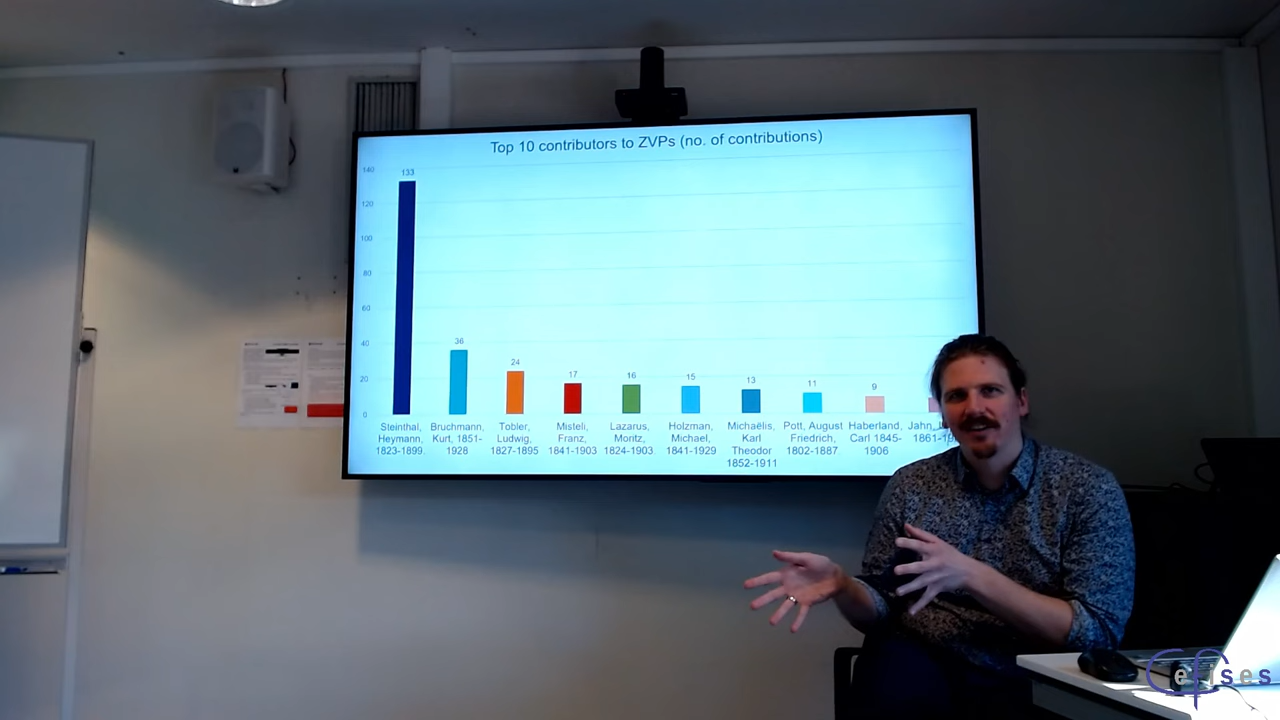 Top 10 contributors to ZVPs (no. of contributions)
140
120
100
80
60
40
20
0
133
36
24
17
16
15
13
11
9
Steinthal,
Heymann,
1823-1899.
Bruchmann,
Kurt, 1851-
1928
Tobler,
Ludwig,
1827-1895
Misteli,
Franz,
1841-1903
Lazarus,
Moritz,
1824-1903.
Holzman,
Michael,
1841-1929
Michaëlis,
Karl
Theodor
1852-1911
Pott, August
Friedrich,
1802-1887.
Haberland,
Carl 1845-
1906
Jahn,
Cefises